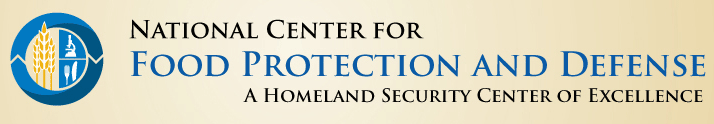 National Center for
Food Protection and Defense
A Homeland Security Center of Excellence